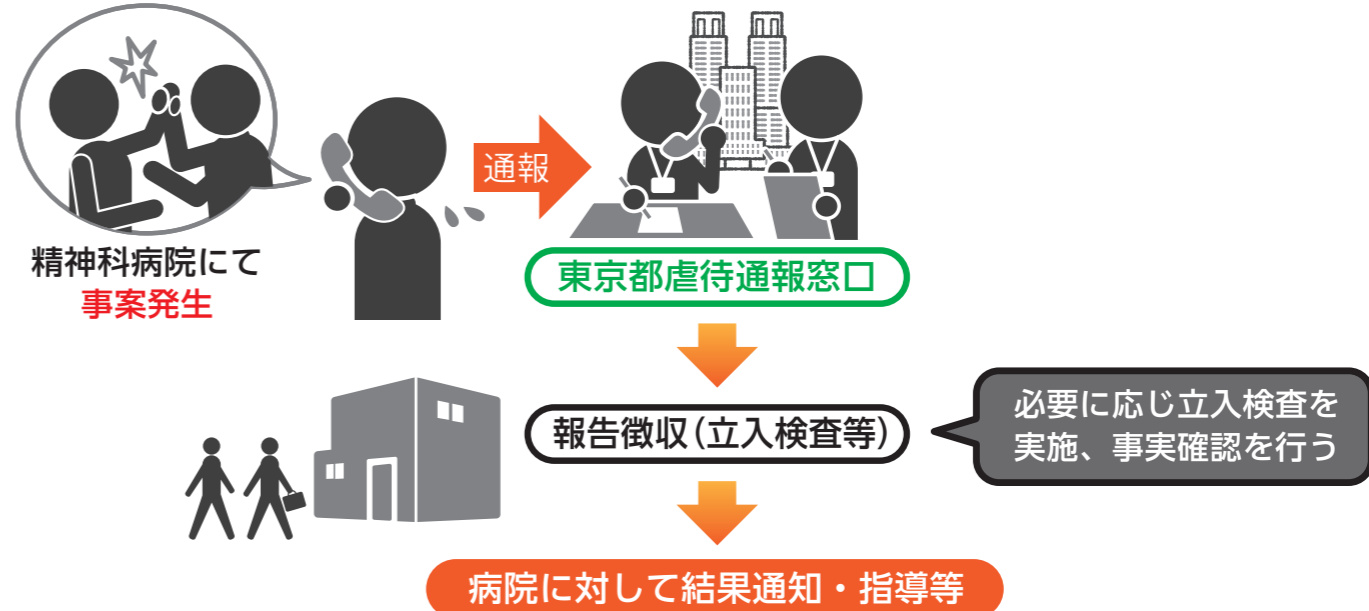 通報
精神科病院にて
事案発生
東京都虐待通報窓口
報告徴収(立入検査等)
必要に応じ立入検査を
実施、事実確認を行う
病院に対して結果通知・指導等